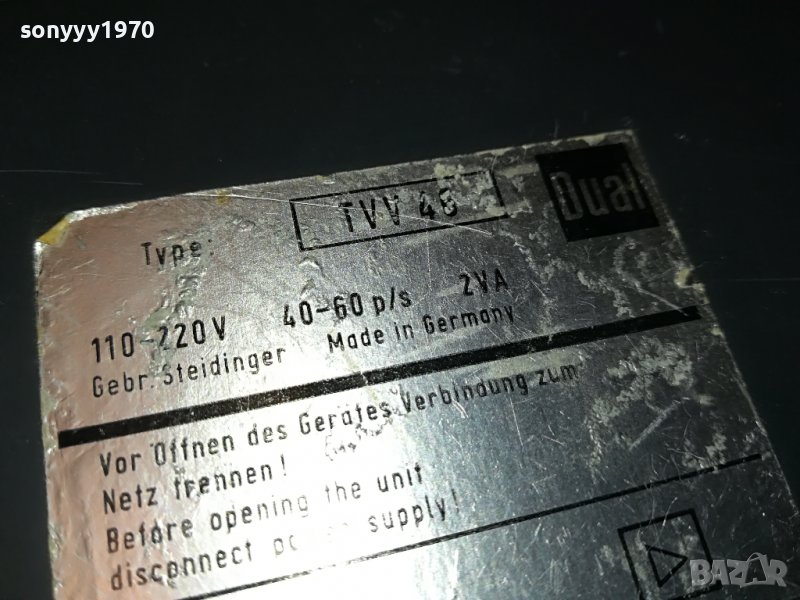 sonyyy1970
Type: TVV 46 Dual
110-220V 40-60 p/s 2VA
Gebr. Steidinger Made in Germany
Vor Öffnen des Gerätes Verbindung zum
Netz trennen!
Before opening the unit
disconnect supply!
BAZAR